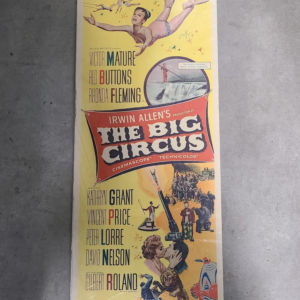 VICTOR MATURE
RED BUTTONS
RHONDA FLEMING
IRWIN ALLEN'S
THE BIG
CIRCUS
CINEMASCOPE TECHNICOLOR
KATHRYN GRANT
VINCENT PRICE
PETER LORRE
DAVID NELSON
GILBERT ROLAND